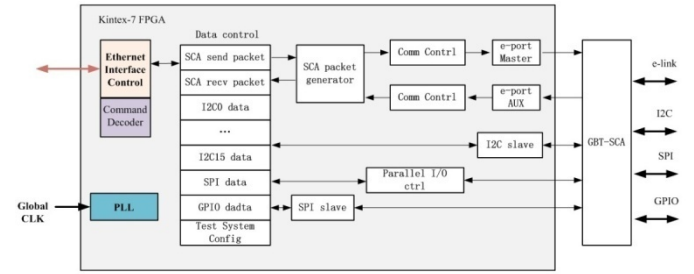 Kintex-7 FPGA
Data control
Ethernet
Interface
Control
Command
Decoder
PLL
Global
CLK
SCA send packet
SCA recv packet
I2C0 data
...
I2C15 data
SPI data
GPIO dadta
Test System
Config
SCA packet
generator
Comm Contrl
e-port
Master
Comm Contrl
e-port
AUX
I2C slave
Parallel I/O
ctrl
SPI slave
GBT-SCA
e-link
I2C
SPI
GPIO